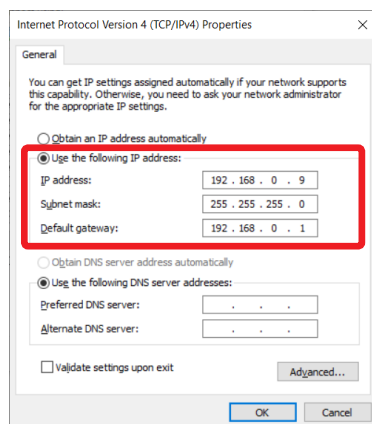 Internet Protocol Version 4 (TCP/IPv4) Properties
General
You can get IP settings assigned automatically if your network supports
this capability. Otherwise, you need to ask your network administrator
for the appropriate IP settings.
Obtain an IP address automatically
Use the following IP address:
IP address: 192 . 168 . 0 . 9
Subnet mask: 255 . 255 . 255 . 0
Default gateway: 192 . 168 . 0 . 1
Obtain DNS server address automatically
Use the following DNS server addresses:
Preferred DNS server: . . .
Alternate DNS server: . . .
Validate settings upon exit
Advanced...
OK Cancel